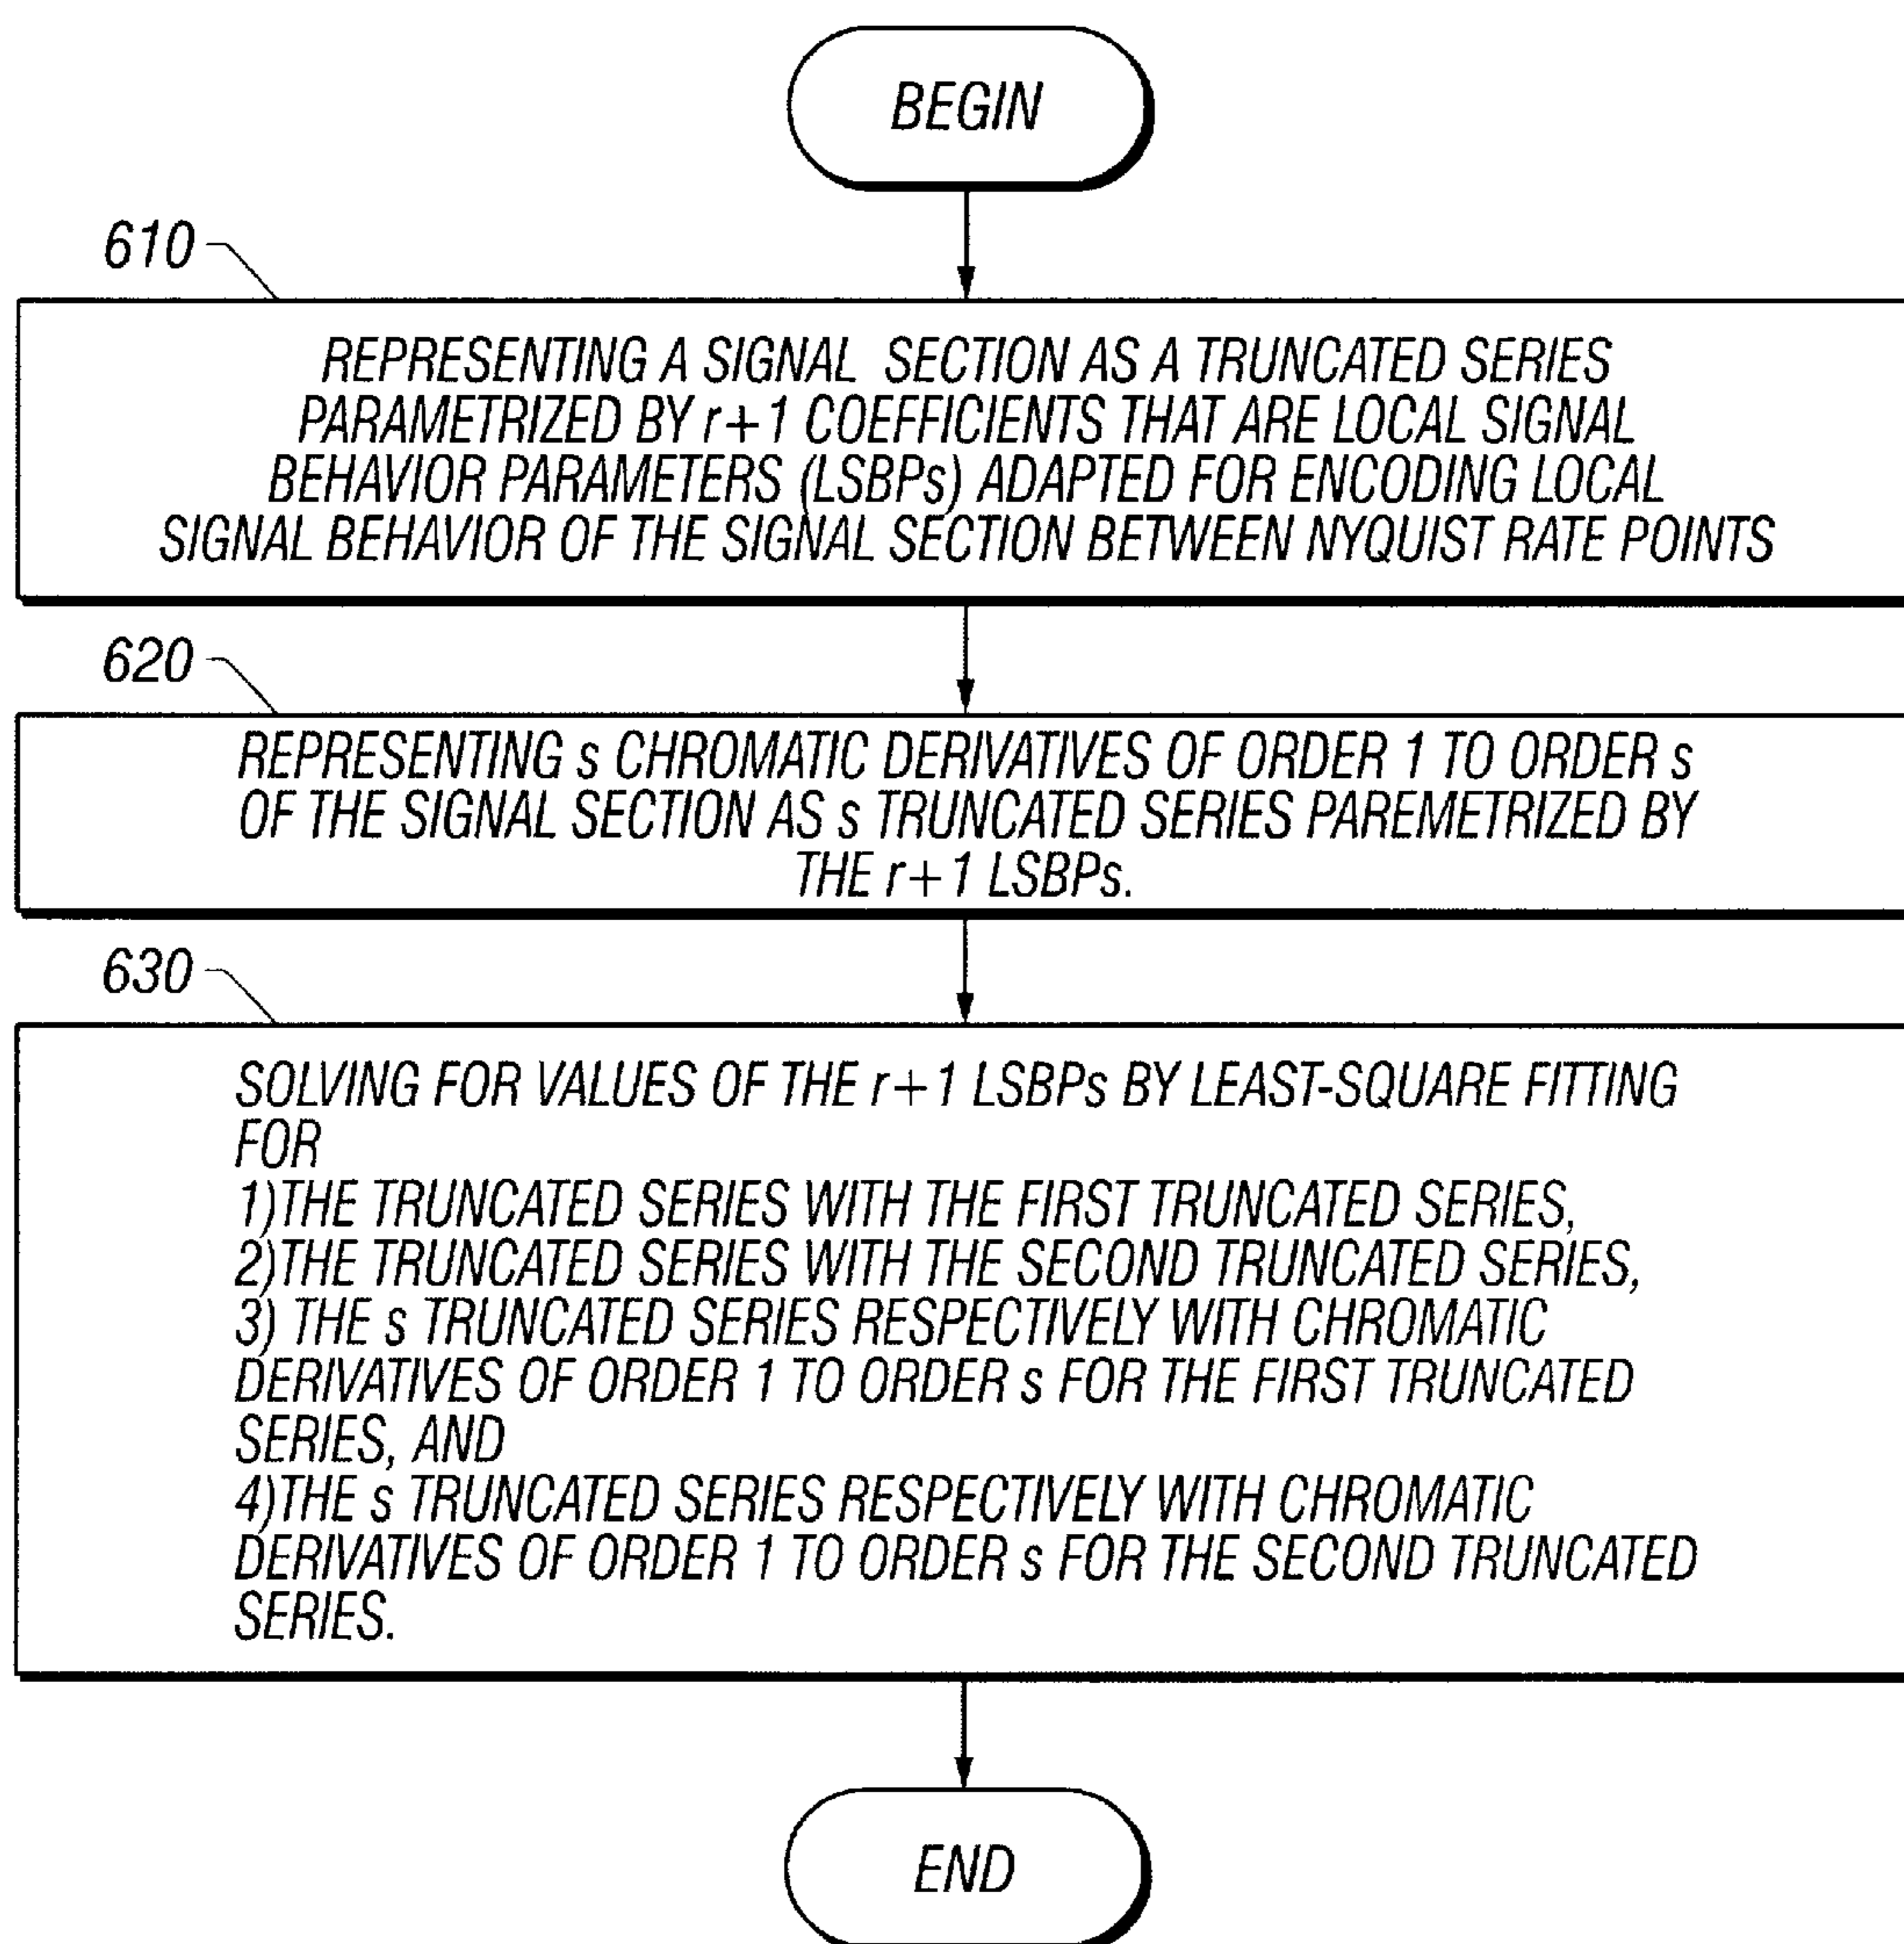 BEGIN
610
REPRESENTING A SIGNAL SECTION AS A TRUNCATED SERIES
PARAMETRIZED BY r+1 COEFFICIENTS THAT ARE LOCAL SIGNAL
BEHAVIOR PARAMETERS (LSBPs) ADAPTED FOR ENCODING LOCAL
SIGNAL BEHAVIOR OF THE SIGNAL SECTION BETWEEN NYQUIST RATE POINTS
620
REPRESENTING s CHROMATIC DERIVATIVES OF ORDER 1 TO ORDER s
OF THE SIGNAL SECTION AS s TRUNCATED SERIES PAREMETRIZED BY
THE r+1 LSBPs.
630
SOLVING FOR VALUES OF THE r+1 LSBPs BY LEAST-SQUARE FITTING
FOR
1)THE TRUNCATED SERIES WITH THE FIRST TRUNCATED SERIES,
2)THE TRUNCATED SERIES WITH THE SECOND TRUNCATED SERIES,
3) THE s TRUNCATED SERIES RESPECTIVELY WITH CHROMATIC
DERIVATIVES OF ORDER 1 TO ORDER s FOR THE FIRST TRUNCATED
SERIES, AND
4)THE s TRUNCATED SERIES RESPECTIVELY WITH CHROMATIC
DERIVATIVES OF ORDER 1 TO ORDER s FOR THE SECOND TRUNCATED
SERIES.
END